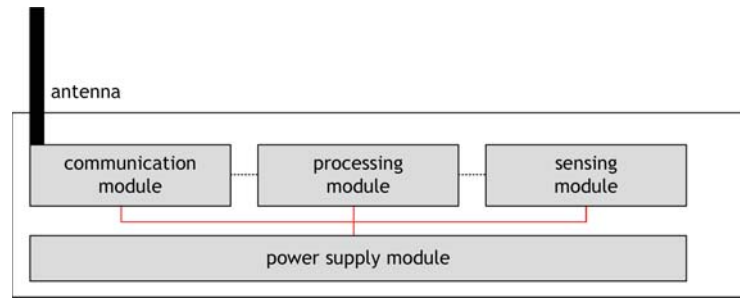 antenna
communication
module
processing
module
sensing
module
power supply module